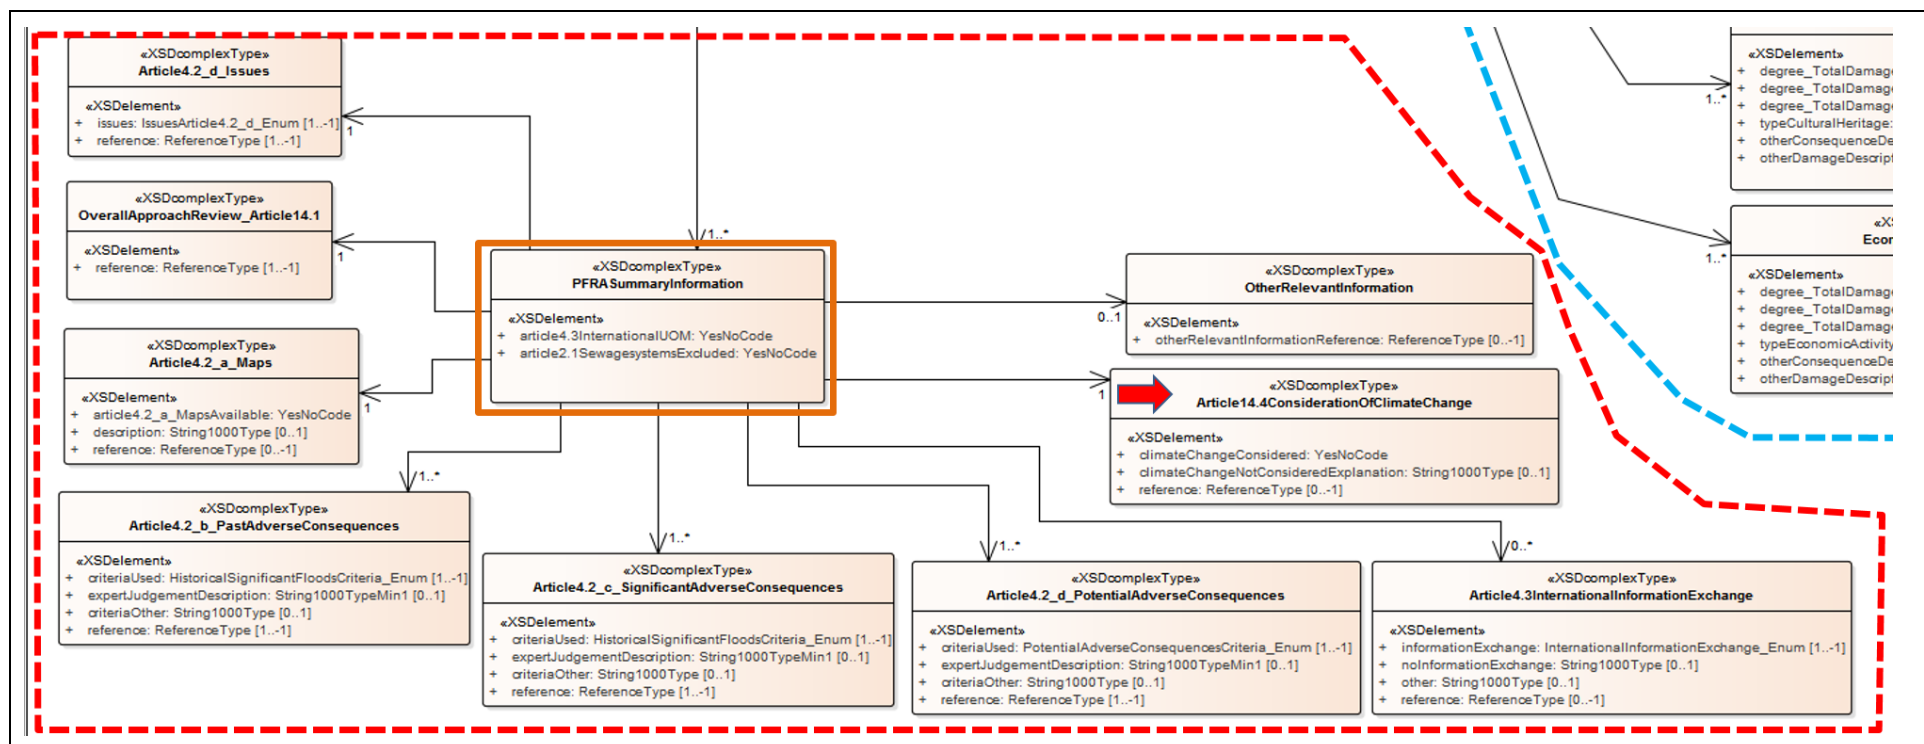 «XSDcomplexType»
Article4.2_d_Issues
«XSDelement»
+ issues: IssuesArticle4.2_d_Enum [1..-1]
+ reference: ReferenceType [1..-1]
1
«XSDcomplexType»
OverallApproachReview_Article14.1
«XSDelement»
+ reference: ReferenceType [1..-1]
1
«XSDcomplexType»
Article4.2_a_Maps
+ article4.2_a_MapsAvailable: YesNoCode
+ description: String1000Type [0..1]
+ reference: ReferenceType [0..-1]
1
1..*
«XSDcomplexType»
PFRASummaryInformation
«XSDelement»
+ article4.3InternationalUOM: YesNoCode
+ article2.1SewagesystemsExcluded: YesNoCode
0..1
«XSDcomplexType»
OtherRelevantInformation
«XSDelement»
+ otherRelevantInformationReference: ReferenceType [0..-1]
1
«XSDcomplexType»
Article14.4ConsiderationOfClimateChange
«XSDelement»
+ climateChangeConsidered: YesNoCode
+ climateChangeNotConsideredExplanation: String1000Type [0..1]
+ reference: ReferenceType [0..-1]
1..*
«XSDcomplexType»
Article4.2_b_PastAdverseConsequences
«XSDelement»
+ criteriaUsed: HistoricalSignificantFloodsCriteria_Enum [1..-1]
+ expertJudgementDescription: String1000TypeMin1 [0..1]
+ criteriaOther: String1000Type [0..1]
+ reference: ReferenceType [1..-1]
1..*
«XSDcomplexType»
Article4.2_c_SignificantAdverseConsequences
«XSDelement»
+ criteriaUsed: HistoricalSignificantFloodsCriteria_Enum [1..-1]
+ expertJudgementDescription: String1000TypeMin1 [0..1]
+ criteriaOther: String1000Type [0..1]
+ reference: ReferenceType [1..-1]
1..*
«XSDcomplexType»
Article4.2_d_PotentialAdverseConsequences
«XSDelement»
+ criteriaUsed: PotentialAdverseConsequencesCriteria_Enum [1..-1]
+ expertJudgementDescription: String1000TypeMin1 [0..1]
+ criteriaOther: String1000Type [0..1]
+ reference: ReferenceType [1..-1]
0..*
«XSDcomplexType»
Article4.3InternationalInformationExchange
«XSDelement»
+ informationExchange: InternationalInformationExchange_Enum [1..-1]
+ noInformationExchange: String1000Type [0..1]
+ other: String1000Type [0..1]
+ reference: ReferenceType [0..-1]
1..*
«XSDelement»
+ degree_TotalDamage
+ degree_TotalDamage
+ degree_TotalDamage
+ typeCulturalHeritage:
+ otherConsequenceDe
+ otherDamageDescript
1..*
«XS
Econ
«XSDelement»
+ degree_TotalDamage
+ degree_TotalDamage
+ degree_TotalDamage
+ typeEconomicActivity
+ otherConsequenceDe
+ otherDamageDescript